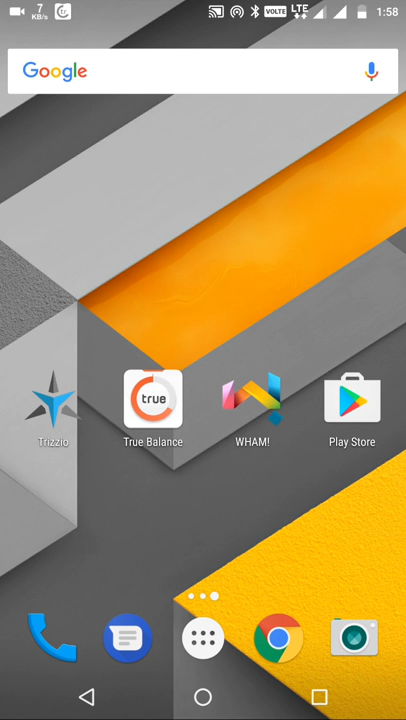 7
KB/s
VOLTE
LTE
1:58
Google
true
Trizzio
True Balance
WHAM!
Play Store